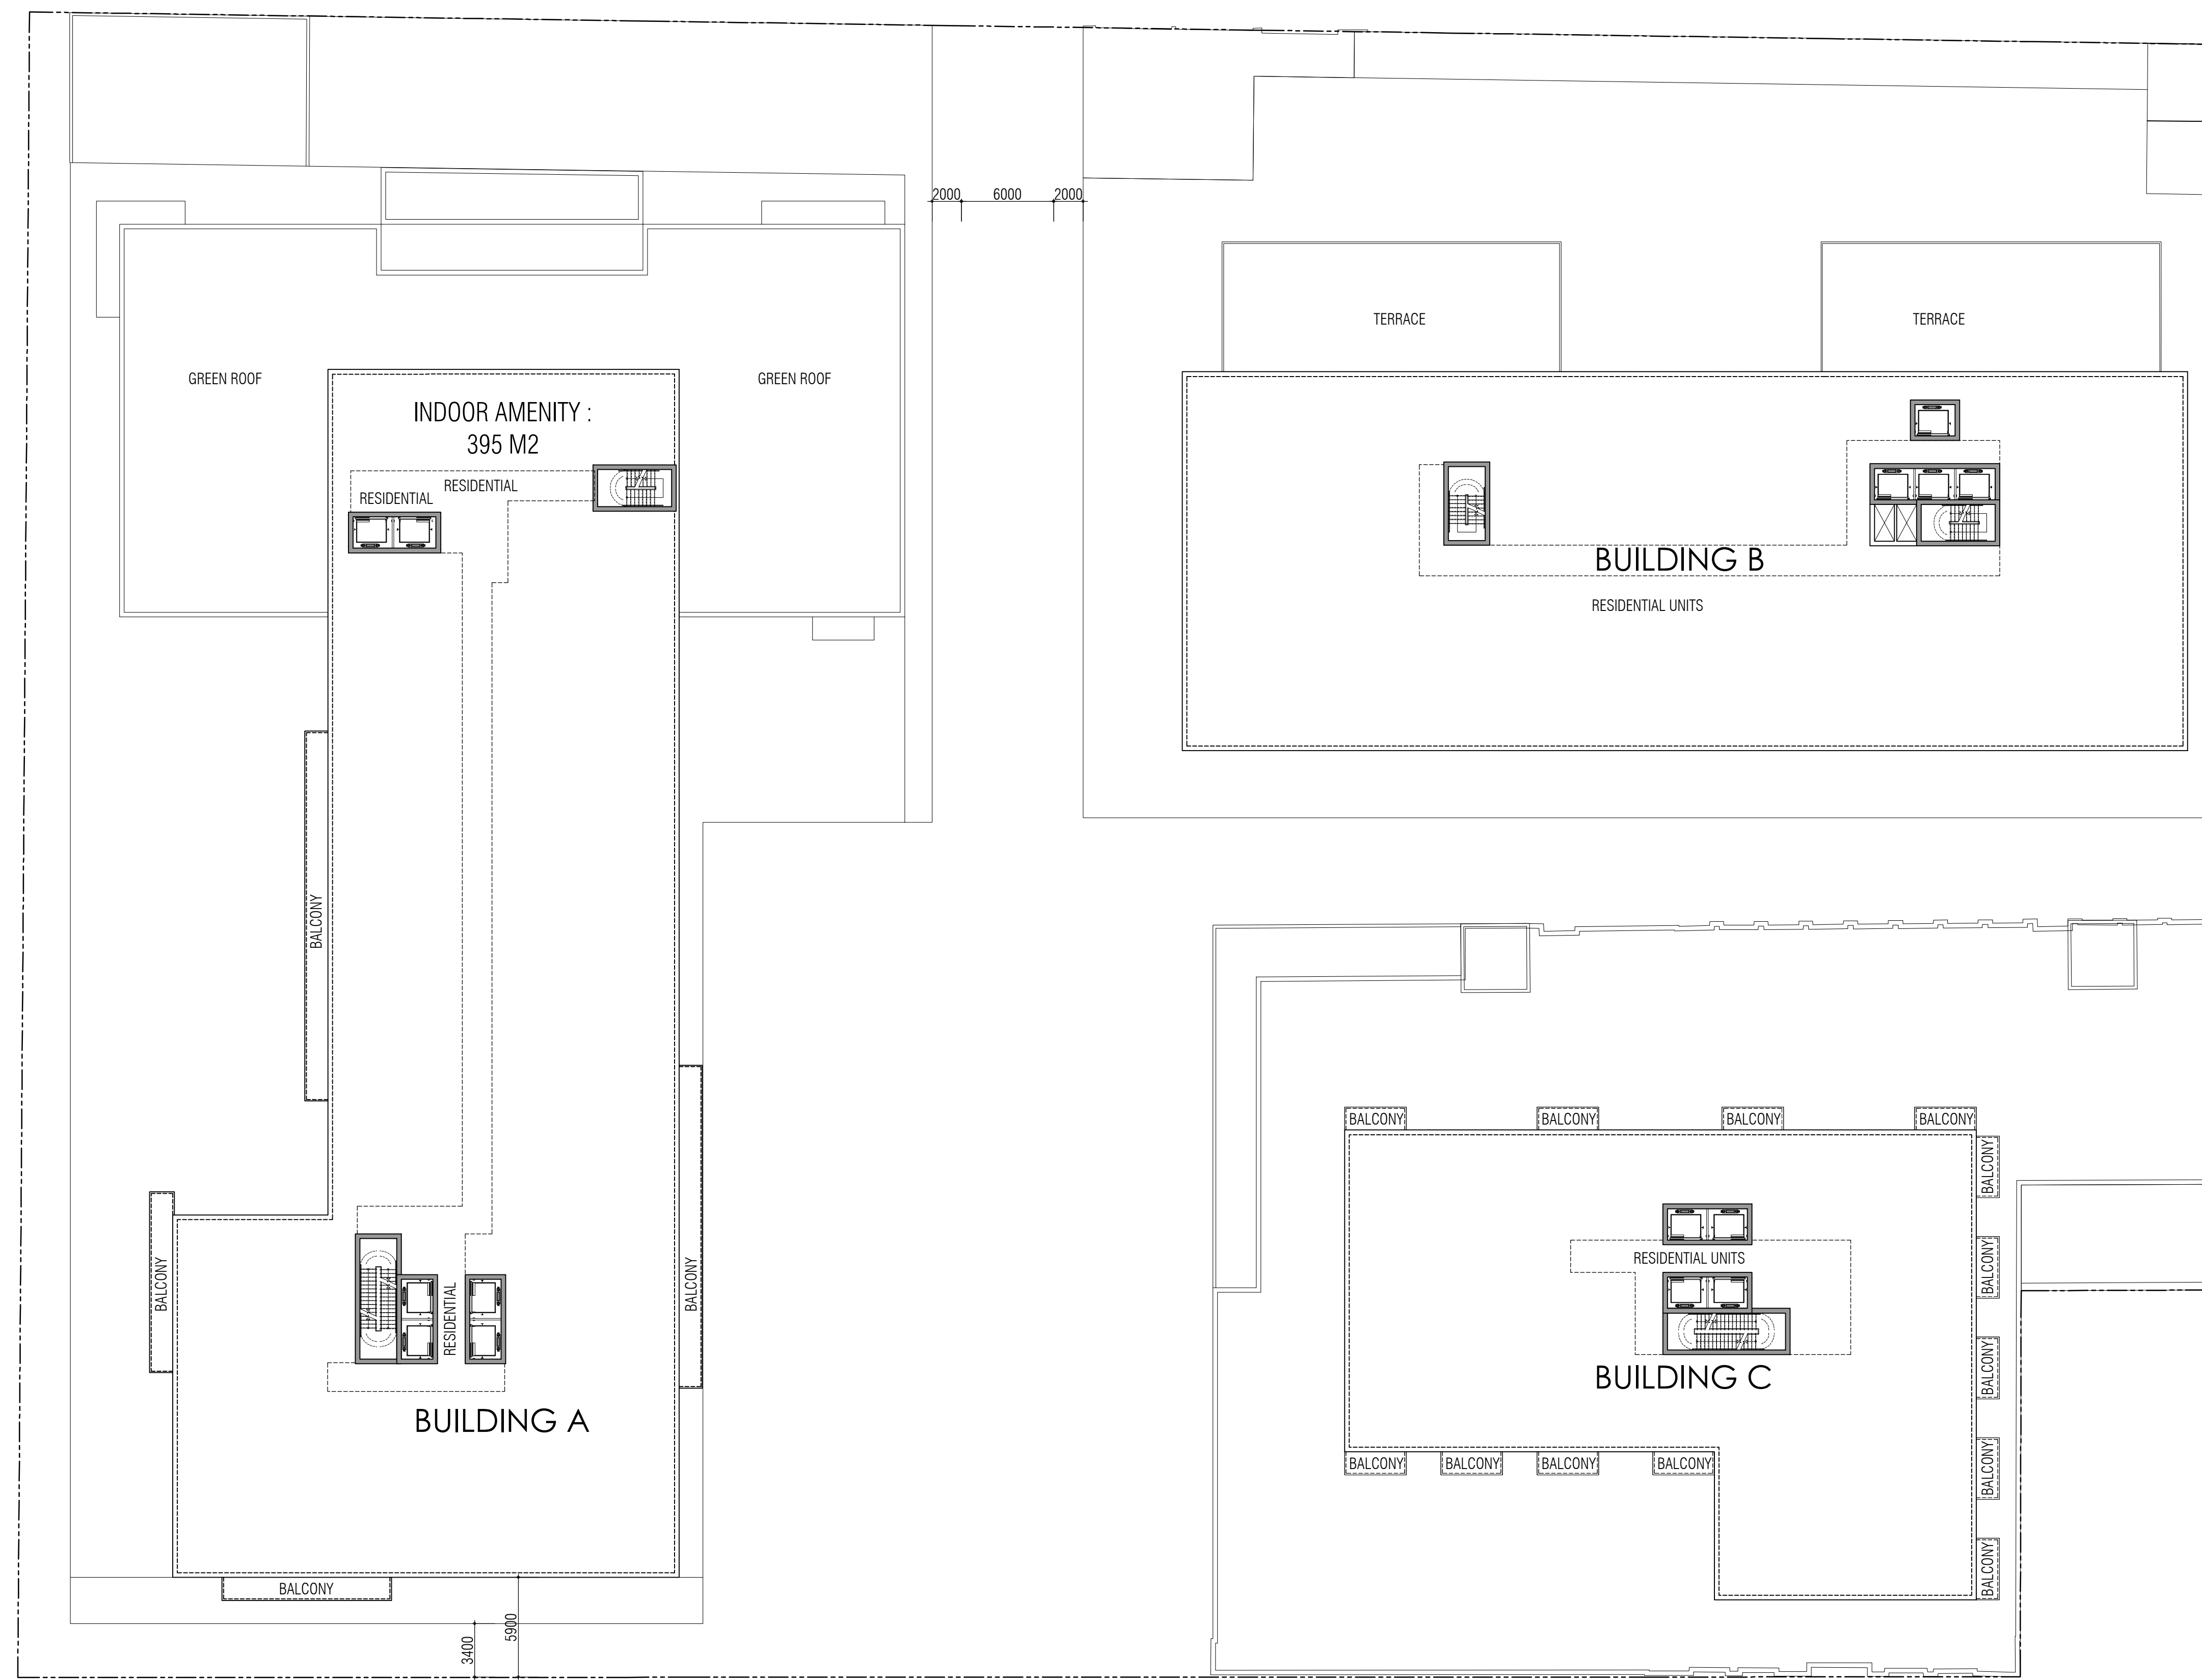 2000 6000 2000
TERRACE
TERRACE
GREEN ROOF
GREEN ROOF
INDOOR AMENITY :
395 M2
RESIDENTIAL
RESIDENTIAL
BUILDING B
RESIDENTIAL UNITS
BALCONY
BALCONY
BALCONY
RESIDENTIAL
BUILDING A
BALCONY
3400
5900
BALCONY
BALCONY
BALCONY
BALCONY
BALCONY
BALCONY
BALCONY
BALCONY
BALCONY
RESIDENTIAL UNITS
BUILDING C
BALCONY
BALCONY
BALCONY
BALCONY